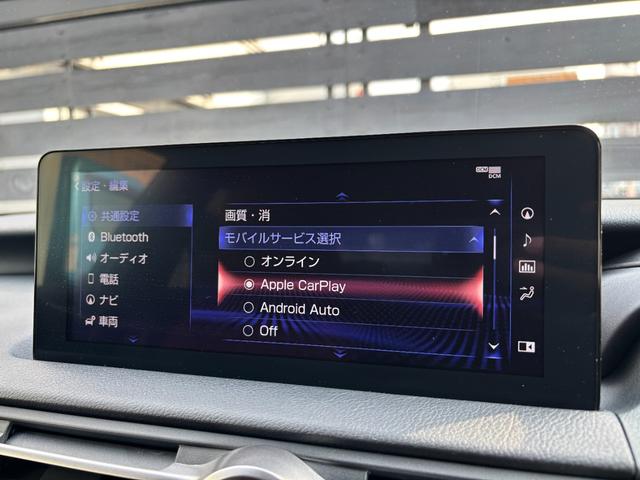 DCM
DCM
設定・編集
共通設定
Bluetooth
オーディオ
電話
ナビ
車両
画質・消
モバイルサービス選択
オンライン
Apple CarPlay
Android Auto
Off